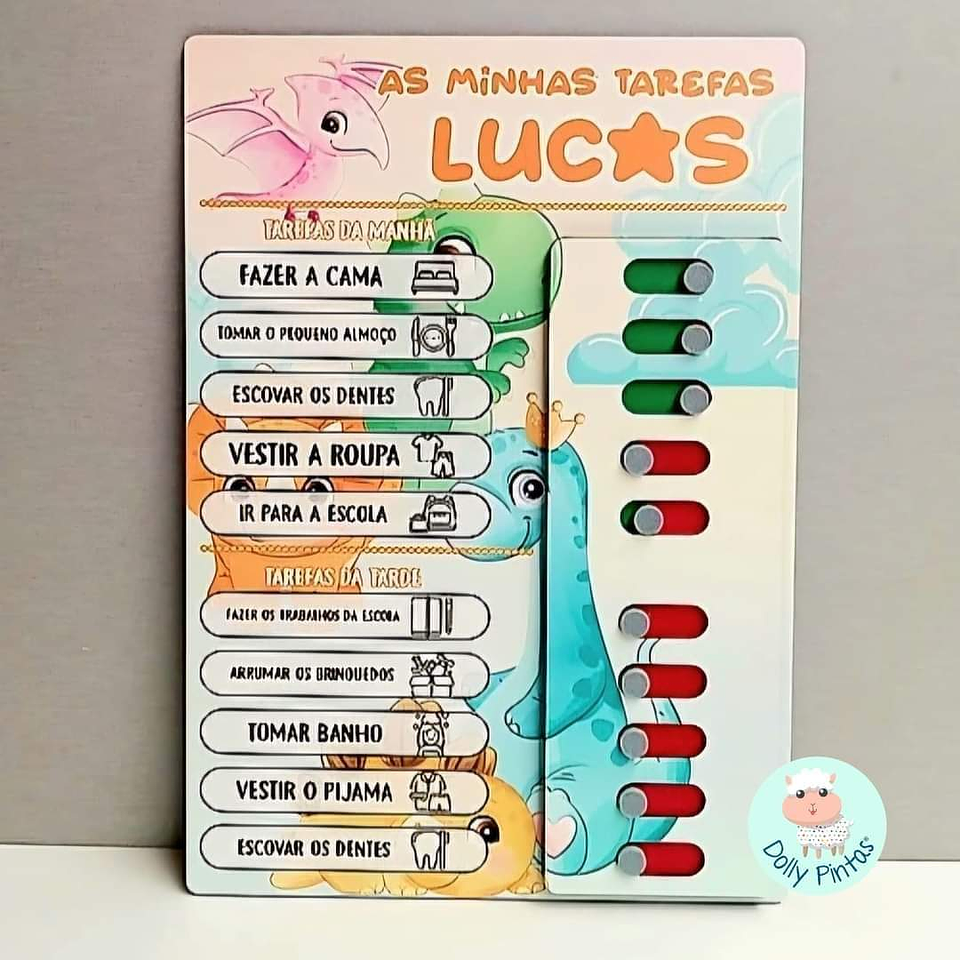 AS MiNHAS TAREFAS
LUCAS
TAREFAS DA MANHÃ
FAZER A CAMA
TOMAR O PEQUENO ALMOÇO
ESCOVAR OS DENTES
VESTIR A ROUPA
IR PARA A ESCOLA
TAREFAS DA TARDE
FAZER OS TRABALHOS DA ESCOLA
ARRUMAR OS BRINQUEDOS
TOMAR BANHO
VESTIR O PIJAMA
ESCOVAR OS DENTES
Dolly Pintas®